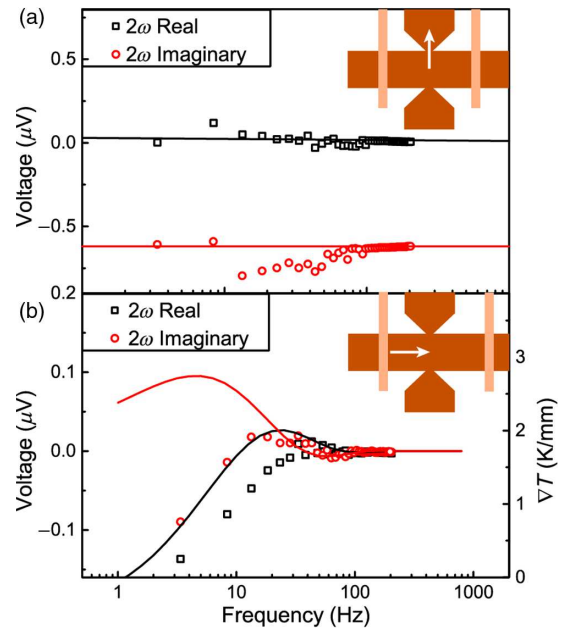 (a)
2ω Real
2ω Imaginary
Voltage (μV)
0.5
0.0
−0.5
(b)
0.2
2ω Real
2ω Imaginary
Voltage (μV)
0.1
0.0
−0.1
∇T (K/mm)
3
2
1
0
1
10
100
1000
Frequency (Hz)